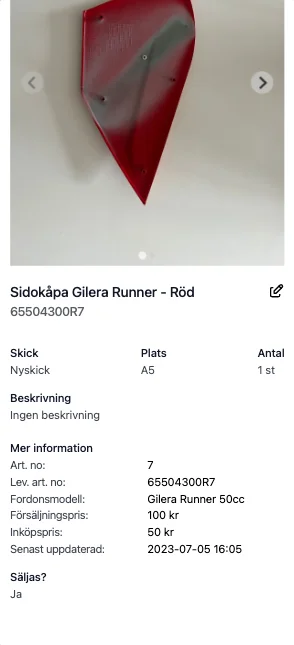 Sidokåpa Gilera Runner - Röd
65504300R7
Skick Plats Antal
Nyskick A5 1 st
Beskrivning
Ingen beskrivning
Mer information
Art. no: 7
Lev. art. no: 65504300R7
Fordonsmodell: Gilera Runner 50cc
Försäljningspris: 100 kr
Inköpspris: 50 kr
Senast uppdaterad: 2023-07-05 16:05
Säljas?
Ja